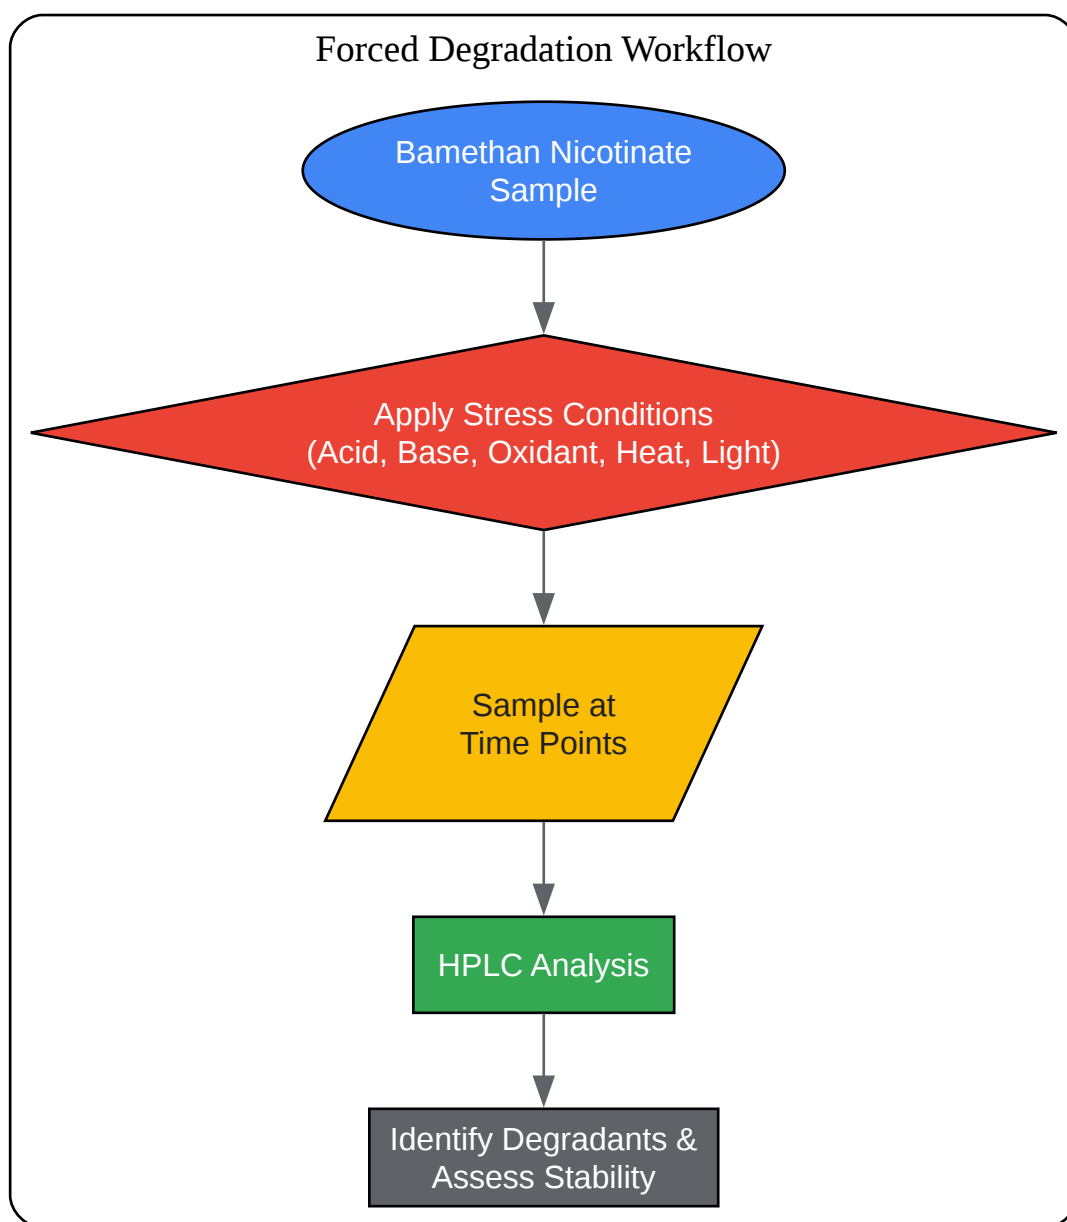 Forced Degradation Workflow
Bamethan Nicotinate
Sample
Apply Stress Conditions
(Acid, Base, Oxidant, Heat, Light)
Sample at
Time Points
HPLC Analysis
Identify Degradants &
Assess Stability